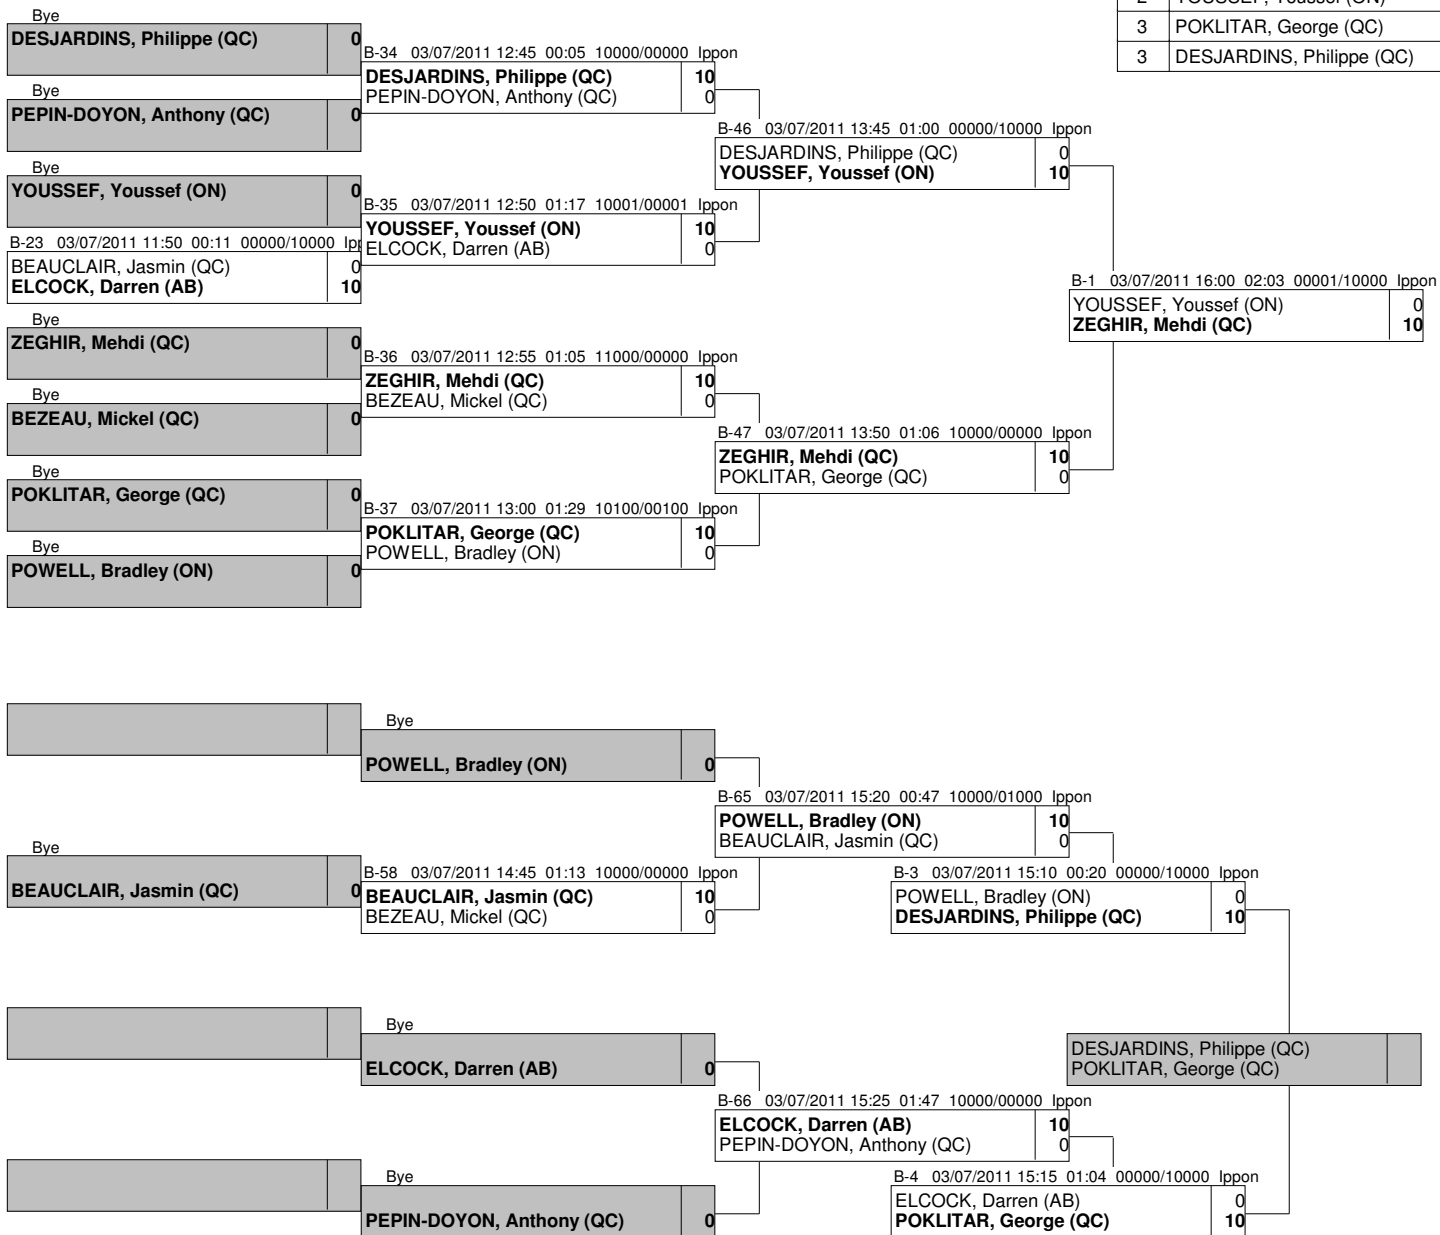 2 YOUSSEF, Youssef (ON)
3 POKLITAR, George (QC)
3 DESJARDINS, Philippe (QC)
Bye
DESJARDINS, Philippe (QC) 0
Bye
PEPIN-DOYON, Anthony (QC) 0
Bye
YOUSSEF, Youssef (ON) 0
B-23 03/07/2011 11:50 00:11 00000/10000 Ipp
BEAUCLAIR, Jasmin (QC) 0
ELCOCK, Darren (AB) 10
Bye
ZEGHIR, Mehdi (QC) 0
Bye
BEZEAU, Mickel (QC) 0
Bye
POKLITAR, George (QC) 0
Bye
POWELL, Bradley (ON) 0
B-34 03/07/2011 12:45 00:05 10000/00000 Ippon
DESJARDINS, Philippe (QC) 10
PEPIN-DOYON, Anthony (QC) 0
B-35 03/07/2011 12:50 01:17 10001/00001 Ippon
YOUSSEF, Youssef (ON) 10
ELCOCK, Darren (AB) 0
B-36 03/07/2011 12:55 01:05 11000/00000 Ippon
ZEGHIR, Mehdi (QC) 10
BEZEAU, Mickel (QC) 0
B-37 03/07/2011 13:00 01:29 10100/00100 Ippon
POKLITAR, George (QC) 10
POWELL, Bradley (ON) 0
B-46 03/07/2011 13:45 01:00 00000/10000 Ippon
DESJARDINS, Philippe (QC) 0
YOUSSEF, Youssef (ON) 10
B-47 03/07/2011 13:50 01:06 10000/00000 Ippon
ZEGHIR, Mehdi (QC) 10
POKLITAR, George (QC) 0
B-1 03/07/2011 16:00 02:03 00001/10000 Ippon
YOUSSEF, Youssef (ON) 0
ZEGHIR, Mehdi (QC) 10
Bye
POWELL, Bradley (ON) 0
Bye
BEAUCLAIR, Jasmin (QC) 0
B-58 03/07/2011 14:45 01:13 10000/00000 Ippon
BEAUCLAIR, Jasmin (QC) 10
BEZEAU, Mickel (QC) 0
B-65 03/07/2011 15:20 00:47 10000/01000 Ippon
POWELL, Bradley (ON) 10
BEAUCLAIR, Jasmin (QC) 0
B-3 03/07/2011 15:10 00:20 00000/10000 Ippon
POWELL, Bradley (ON) 0
DESJARDINS, Philippe (QC) 10
Bye
ELCOCK, Darren (AB) 0
Bye
PEPIN-DOYON, Anthony (QC) 0
B-66 03/07/2011 15:25 01:47 10000/00000 Ippon
ELCOCK, Darren (AB) 10
PEPIN-DOYON, Anthony (QC) 0
B-4 03/07/2011 15:15 01:04 00000/10000 Ippon
ELCOCK, Darren (AB) 0
POKLITAR, George (QC) 10
DESJARDINS, Philippe (QC)
POKLITAR, George (QC)